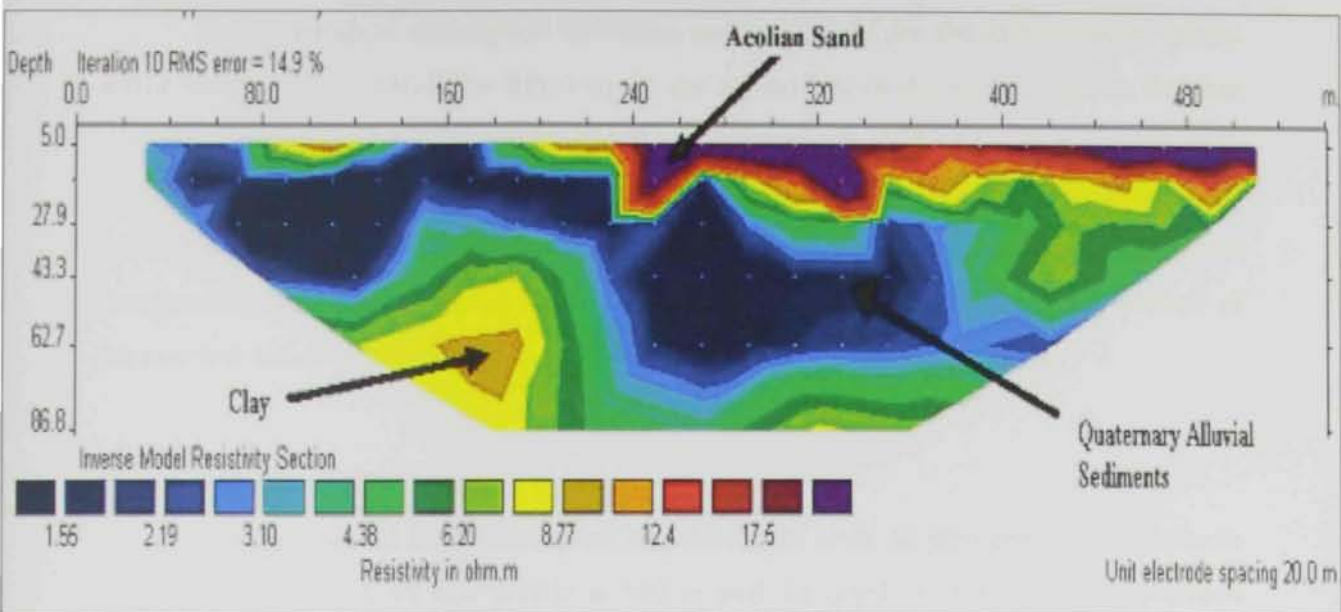 Aeolian Sand
Depth Iteration 10 RMS error = 14.9 %
0.0 80.0 160 240 320 400 480 m.
5.0
27.9
43.3
62.7
86.8
Clay
Quaternary Alluvial
Sediments
Inverse Model Resistivity Section
1.55 2.19 3.10 4.38 6.20 8.77 12.4 17.5
Resistivity in ohm.m
Unit electrode spacing 20.0 m